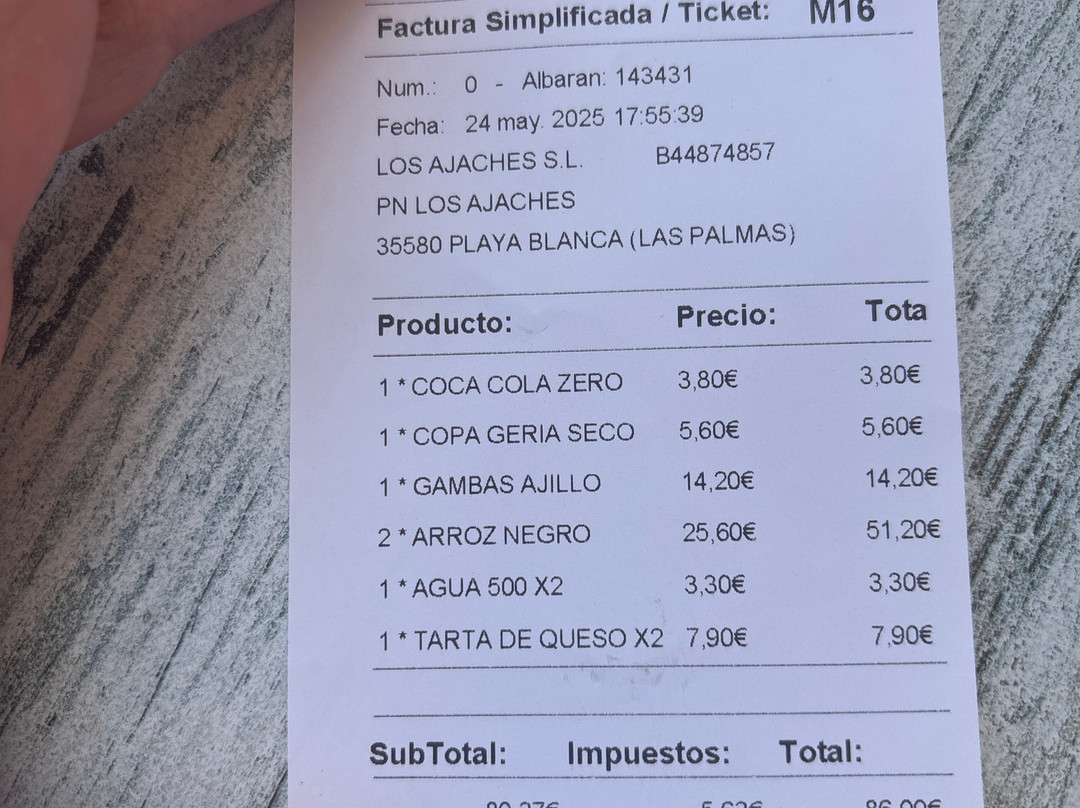 Factura Simplificada / Ticket: M16
Num.: 0 - Albaran: 143431
Fecha: 24 may. 2025 17:55:39
LOS AJACHES S.L. B44874857
PN LOS AJACHES
35580 PLAYA BLANCA (LAS PALMAS)
Producto: Precio: Tota
1 * COCA COLA ZERO 3,80€ 3,80€
1 * COPA GERIA SECO 5,60€ 5,60€
1 * GAMBAS AJILLO 14,20€ 14,20€
2 * ARROZ NEGRO 25,60€ 51,20€
1 * AGUA 500 X2 3,30€ 3,30€
1 * TARTA DE QUESO X2 7,90€ 7,90€
SubTotal: Impuestos: Total: